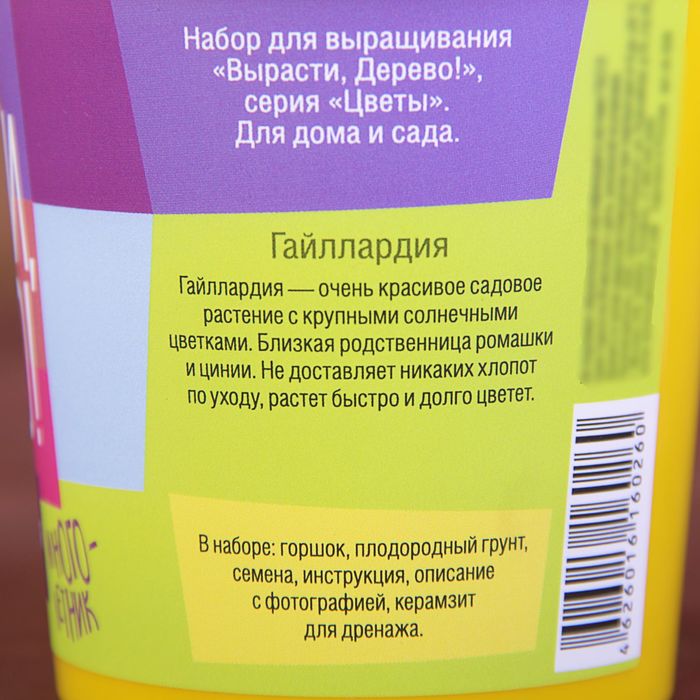 Набор для выращивания
«Вырасти, Дерево!»,
серия «Цветы».
Для дома и сада.
Гайллардия
Гайллардия — очень красивое садовое
растение с крупными солнечными
цветками. Близкая родственница ромашки
и цинии. Не доставляет никаких хлопот
по уходу, растет быстро и долго цветет.
В наборе: горшок, плодородный грунт,
семена, инструкция, описание
с фотографией, керамзит
для дренажа.
4626016160260